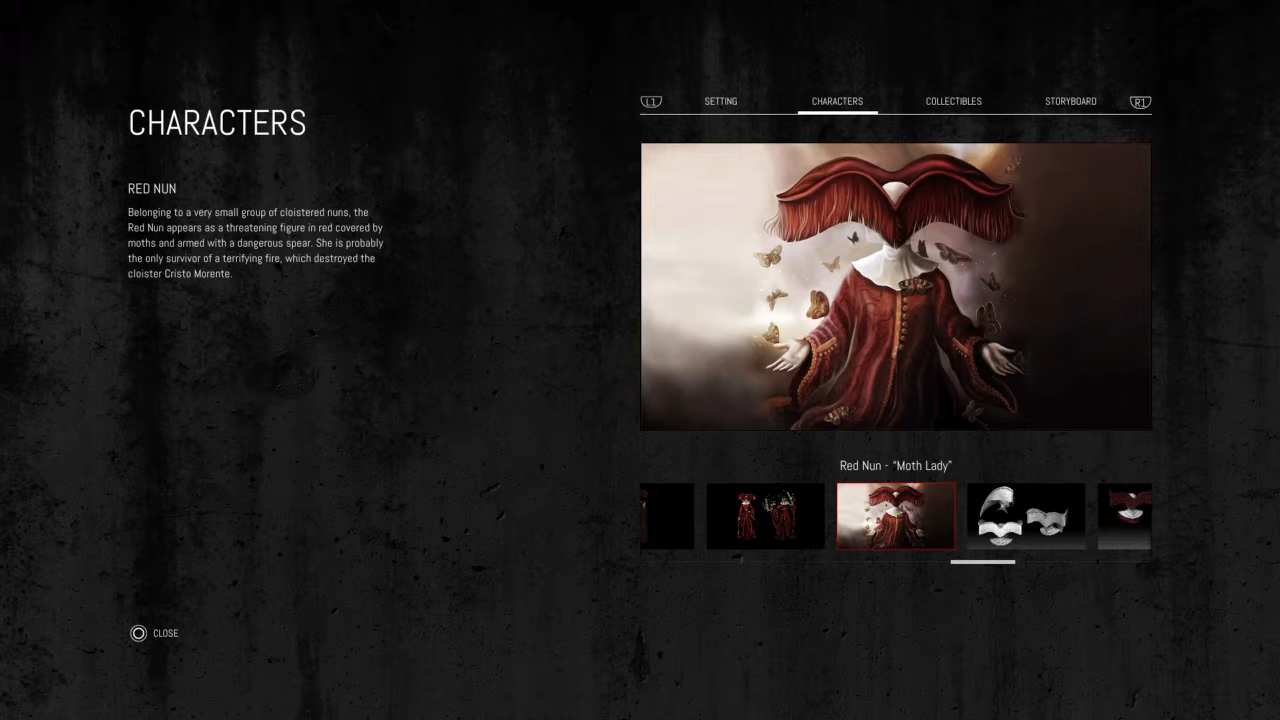 CHARACTERS
RED NUN
Belonging to a very small group of cloistered nuns, the
Red Nun appears as a threatening figure in red covered by
moths and armed with a dangerous spear. She is probably
the only survivor of a terrifying fire, which destroyed the
cloister Cristo Morente.
L1 SETTING CHARACTERS COLLECTIBLES STORYBOARD R1
Red Nun - “Moth Lady”
CLOSE